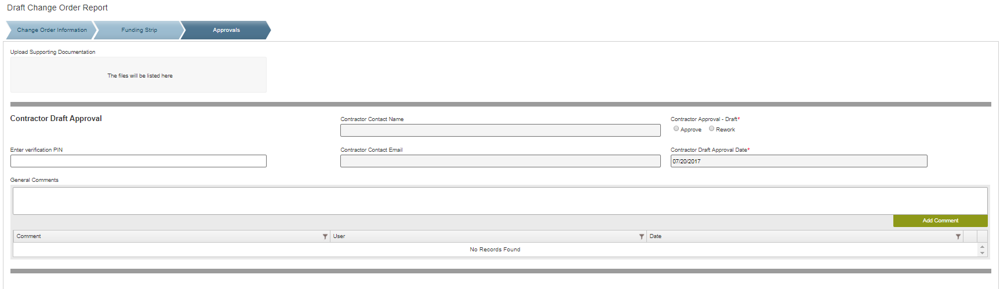 Draft Change Order Report
Change Order Information
Funding Strip
Approvals
Upload Supporting Documentation
The files will be listed here
Contractor Draft Approval
Contractor Contact Name
Contractor Approval - Draft*
Approve
Rework
Enter verification PIN
Contractor Contact Email
Contractor Draft Approval Date*
07/20/2017
General Comments
Add Comment
Comment
User
Date
No Records Found